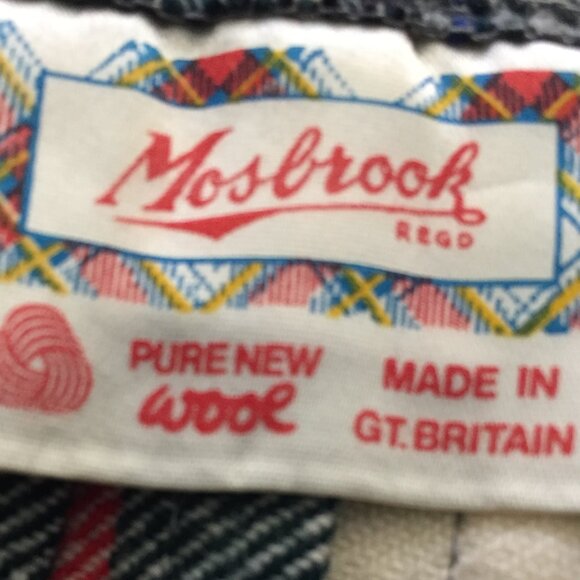 Mosbrook
REGD
PURE NEW
wool
MADE IN
GT. BRITAIN